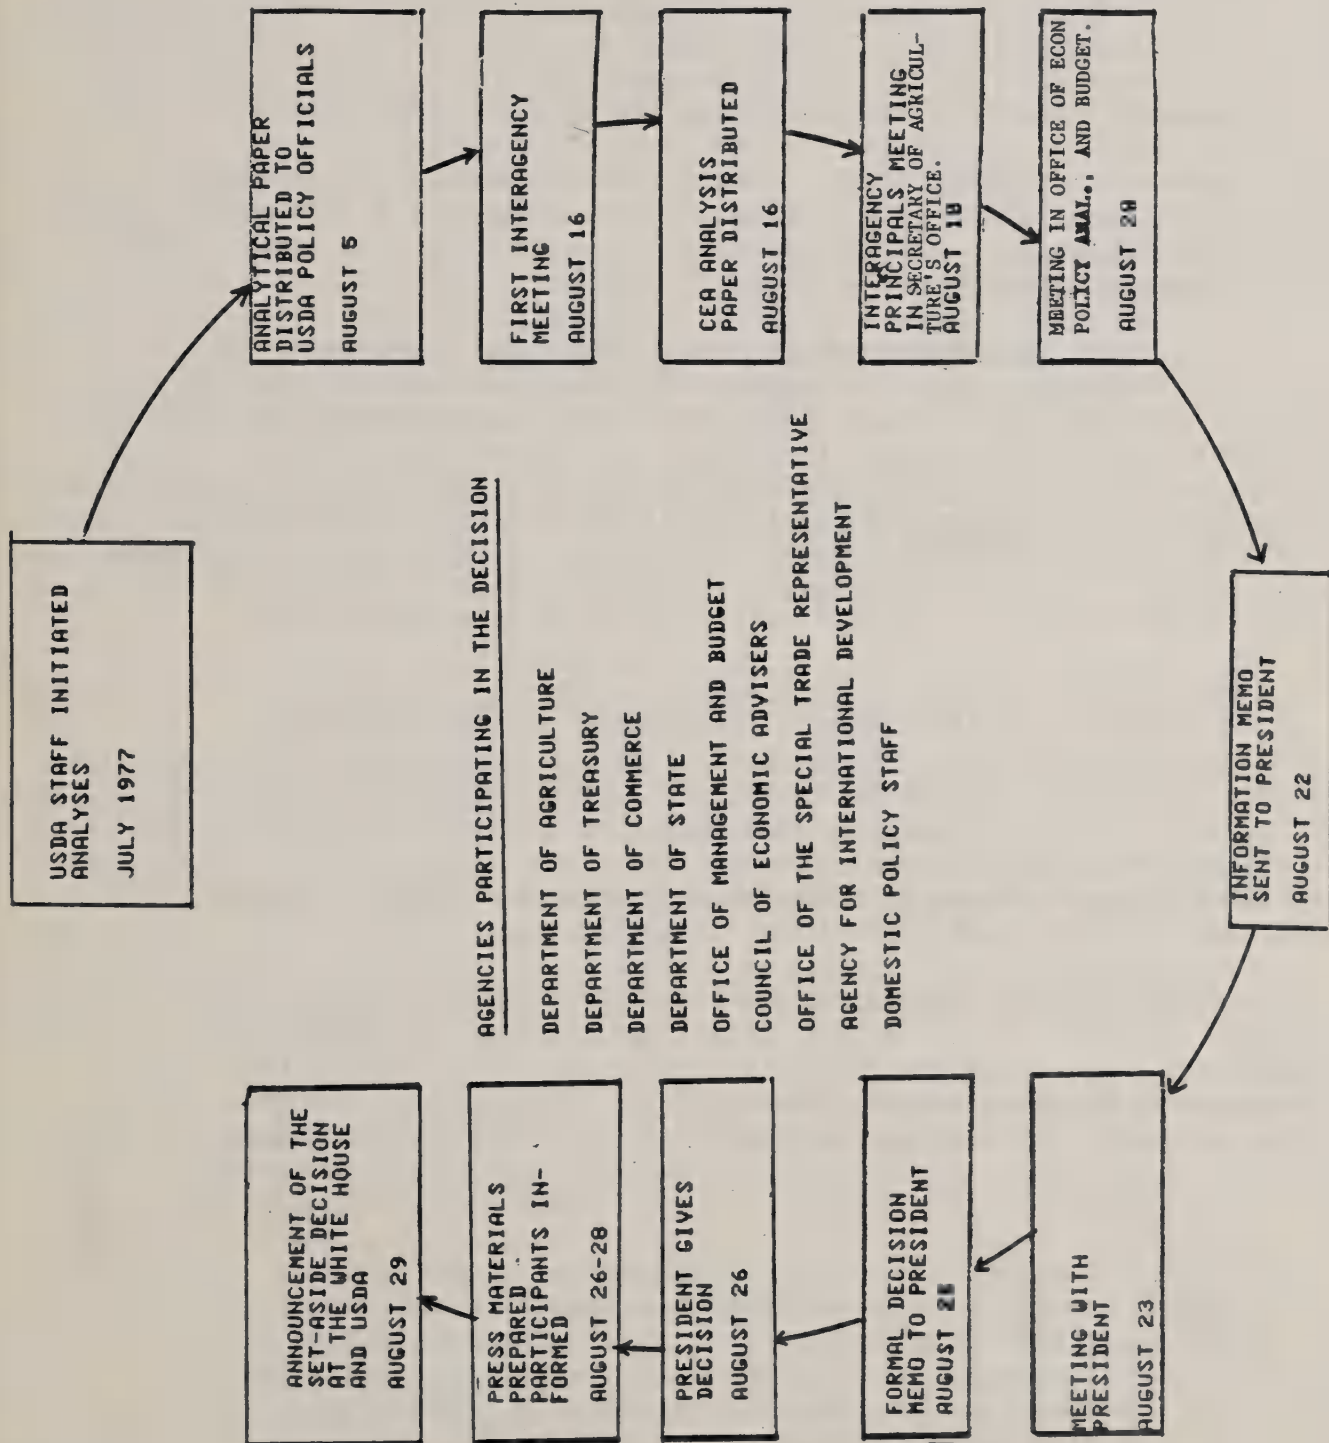 USDA STAFF INITIATED
ANALYSES
JULY 1977
ANALYTICAL PAPER
DISTRIBUTED TO
USDA POLICY OFFICIALS
AUGUST 5
FIRST INTERAGENCY
MEETING
AUGUST 16
CEA ANALYSIS
PAPER DISTRIBUTED
AUGUST 16
INTERAGENCY
PRINCIPALS MEETING
IN SECRETARY OF AGRICUL-
TURE'S OFFICE.
AUGUST
MEETING IN OFFICE OF ECON
POLICY ANAL., AND BUDGET.
AUGUST
INFORMATION MEMO
SENT TO PRESIDENT
AUGUST 22
MEETING WITH
PRESIDENT
AUGUST 23
FORMAL DECISION
MEMO TO PRESIDENT
AUGUST
PRESIDENT GIVES
DECISION
AUGUST 26
PRESS MATERIALS
PREPARED
PARTICIPANTS IN-
FORMED
AUGUST 26-28
ANNOUNCEMENT OF THE
SET-ASIDE DECISION
AT THE WHITE HOUSE
AND USDA
AUGUST 29
AGENCIES PARTICIPATING IN THE DECISION
DEPARTMENT OF AGRICULTURE
DEPARTMENT OF TREASURY
DEPARTMENT OF COMMERCE
DEPARTMENT OF STATE
OFFICE OF MANAGEMENT AND BUDGET
COUNCIL OF ECONOMIC ADVISERS
OFFICE OF THE SPECIAL TRADE REPRESENTATIVE
AGENCY FOR INTERNATIONAL DEVELOPMENT
DOMESTIC POLICY STAFF